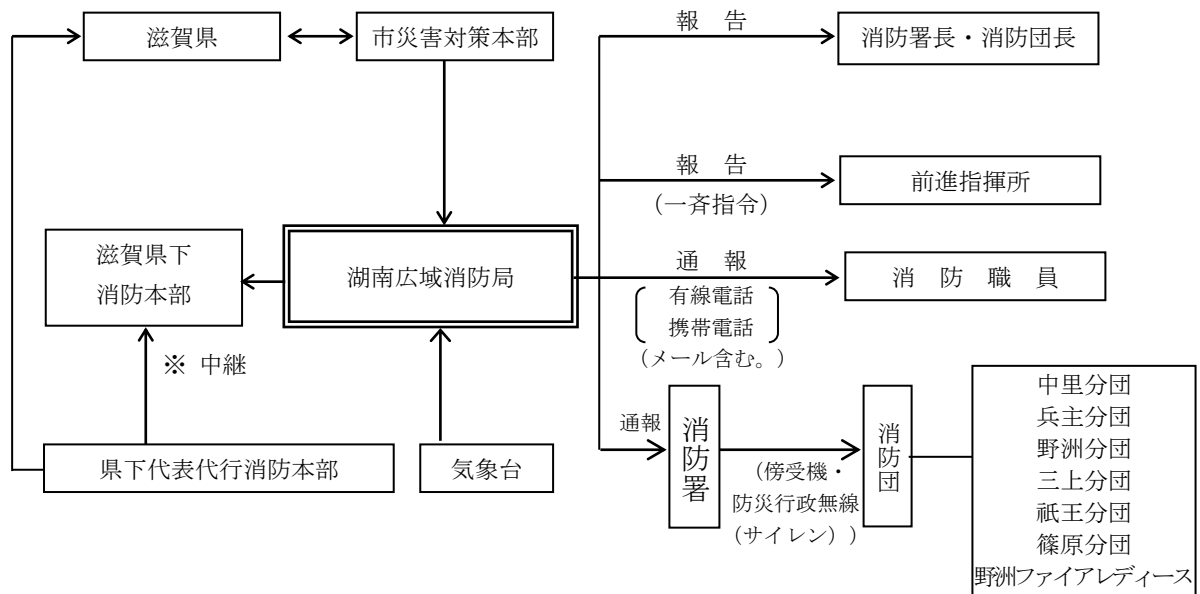 滋賀県
市災害対策本部
報　告
消防署長・消防団長
報　告
(一斉指令)
前進指揮所
滋賀県下
消防本部
湖南広域消防局
通　報
有線電話
携帯電話
(メール含む。)
消　防　職　員
※ 中継
県下代表代行消防本部
気象台
通報
消防署
(傍受機・
防災行政無線
(サイレン))
消防団
中里分団
兵主分団
野洲分団
三上分団
祇王分団
篠原分団
野洲ファイアレディース